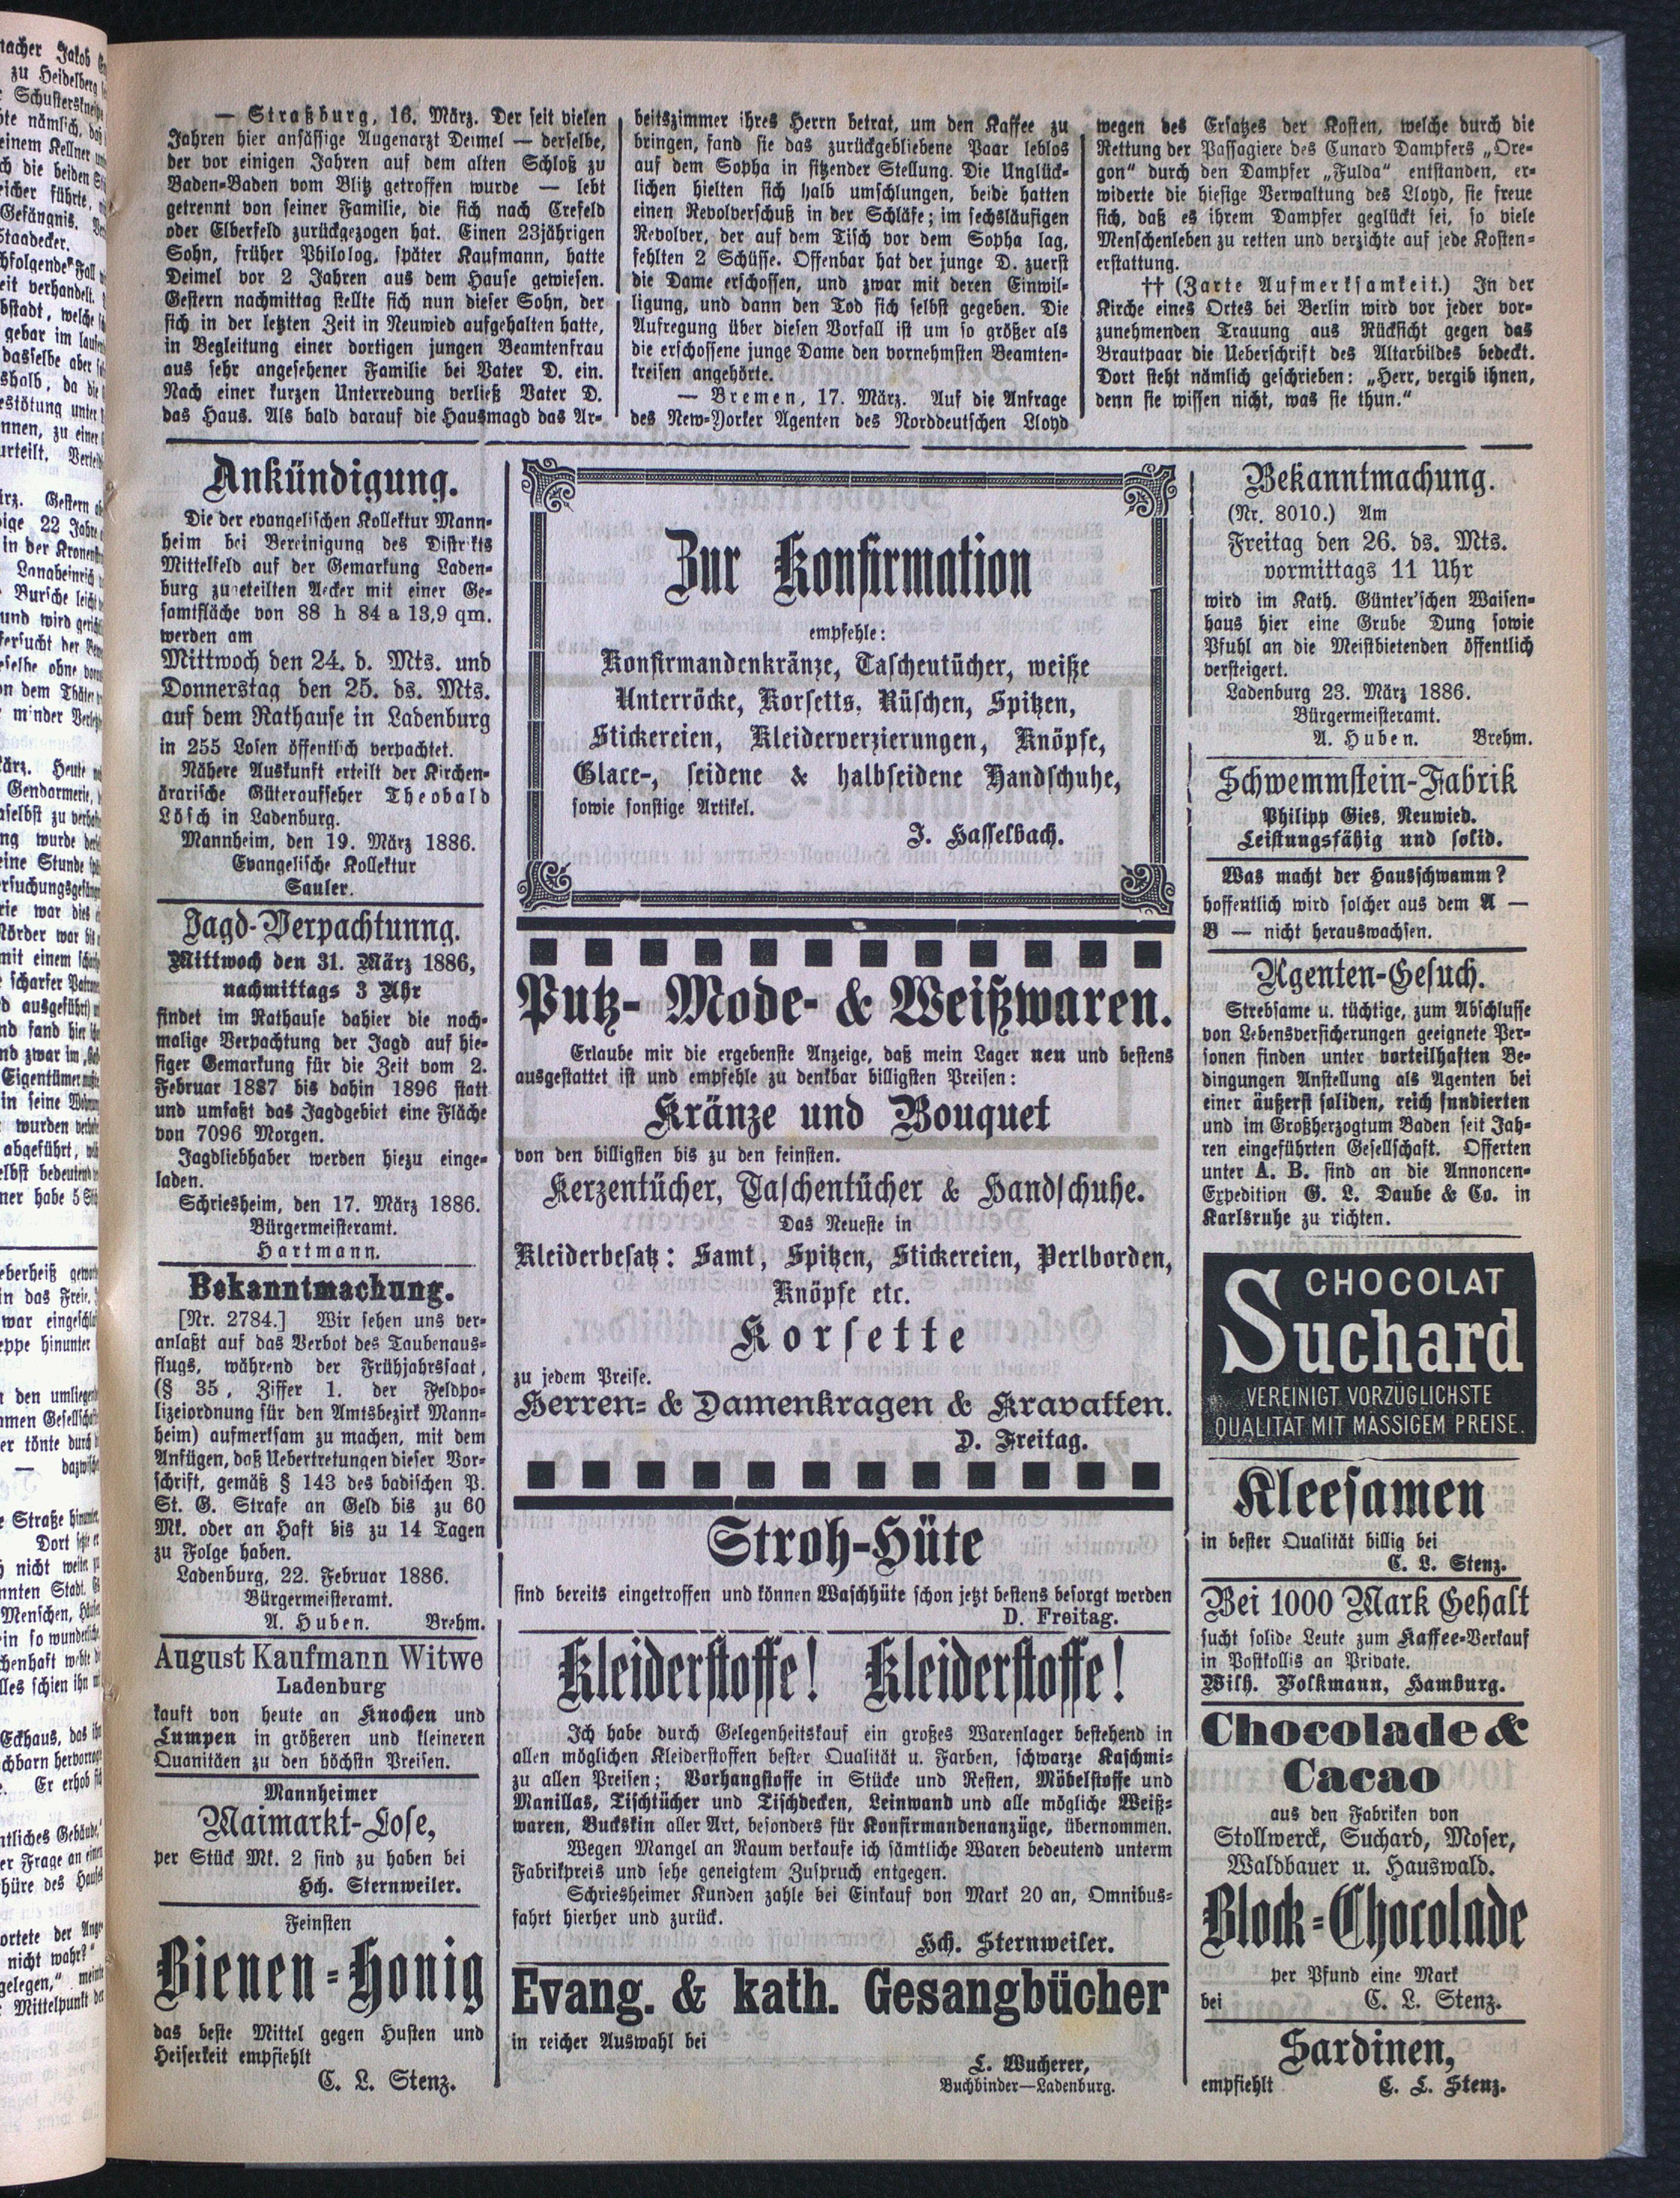 — Straßburg, 16. März. Der seit vielen
Jahren hier ansässige Augenarzt Deimel — derselbe,
der vor einigen Jahren auf dem alten Schloß zu
Baden-Baden vom Blitz getroffen wurde — lebt
getrennt von seiner Familie, die sich nach Crefeld
oder Elberfeld zurückgezogen hat. Einen 23jährigen
Sohn, früher Philolog, später Kaufmann, hatte
Deimel vor 2 Jahren aus dem Hause gewiesen.
Gestern nachmittag stellte sich nun dieser Sohn, der
sich in der letzten Zeit in Neuwied aufgehalten hatte,
in Begleitung einer dortigen jungen Beamtenfrau
aus sehr angesehener Familie bei Vater D. ein.
Nach einer kurzen Unterredung verließ Vater D.
das Haus. Als bald darauf die Hausmagd das Ar-
beitszimmer ihres Herrn betrat, um den Kaffee zu
bringen, fand sie das zurückgebliebene Paar leblos
auf dem Sopha in sitzender Stellung. Die Unglück-
lichen hielten sich halb umschlungen, beide hatten
einen Revolverschuß in der Schläfe; im sechsläufigen
Revolver, der auf dem Tisch vor dem Sopha lag,
fehlten 2 Schüsse. Offenbar hat der junge D. zuerst
die Dame erschossen, und zwar mit deren Einwil-
ligung, und dann den Tod sich selbst gegeben. Die
Aufregung über diesen Vorfall ist um so größer als
die erschossene junge Dame den vornehmsten Beamten-
kreisen angehörte.
— Bremen, 17. März. Auf die Anfrage
des New-Yorker Agenten des Norddeutschen Lloyd
wegen des Ersatzes der Kosten, welche durch die
Rettung der Passagiere des Cunard Dampfers „Ore-
gon“ durch den Dampfer „Fulda“ entstanden, er-
widerte die hiesige Verwaltung des Lloyd, sie freue
sich, daß es ihrem Dampfer geglückt sei, so viele
Menschenleben zu retten und verzichte auf jede Kosten-
erstattung.
†† (Zarte Aufmerksamkeit.) In der
Kirche eines Ortes bei Berlin wird vor jeder vor-
zunehmenden Trauung aus Rücksicht gegen das
Brautpaar die Ueberschrift des Altarbildes bedeckt.
Dort steht nämlich geschrieben: „Herr, vergib ihnen,
denn sie wissen nicht, was sie thun.“
Ankündigung.
Die der evangelischen Kollektur Mann-
heim bei Vereinigung des Distrikts
Mittelfeld auf der Gemarkung Laden-
burg zugeteilten Aecker mit einer Ge-
samtfläche von 88 h 84 a 13,9 qm.
werden am
Mittwoch den 24. d. Mts. und
Donnerstag den 25. ds. Mts.
auf dem Rathause in Ladenburg
in 255 Losen öffentlich verpachtet.
Nähere Auskunft erteilt der Kirchen-
ärarische Güteraufseher Theobald
Lösch in Ladenburg.
Mannheim, den 19. März 1886.
Evangelische Kollektur
Sauler.
Jagd-Verpachtunng.
Mittwoch den 31. März 1886,
nachmittags 3 Uhr
findet im Rathause dahier die noch-
malige Verpachtung der Jagd auf hie-
siger Gemarkung für die Zeit vom 2.
Februar 1887 bis dahin 1896 statt
und umfaßt das Jagdgebiet eine Fläche
von 7096 Morgen.
Jagdliebhaber werden hiezu einge-
laden.
Schriesheim, den 17. März 1886.
Bürgermeisteramt.
Hartmann.
Bekanntmachung.
[Nr. 2784.] Wir sehen uns ver-
anlaßt auf das Verbot des Taubenaus-
flugs, während der Frühjahrssaat,
(§ 35, Ziffer 1. der Feldpo-
lizeiordnung für den Amtsbezirk Mann-
heim) aufmerksam zu machen, mit dem
Anfügen, daß Uebertretungen dieser Vor-
schrift, gemäß § 143 des badischen P.
St. G. Strafe an Geld bis zu 60
Mk. oder an Haft bis zu 14 Tagen
zu Folge haben.
Ladenburg, 22. Februar 1886.
Bürgermeisteramt.
A. Huben. Brehm.
August Kaufmann Witwe
Ladenburg
kauft von heute an Knochen und
Lumpen in größeren und kleineren
Quanitäen zu den höchstn Preisen.
Mannheimer
Maimarkt-Lose,
per Stück Mk. 2 sind zu haben bei
Hch. Sternweiler.
Feinsten
Bienen-Honig
das beste Mittel gegen Husten und
Heiserkeit empfiehlt
C. L. Stenz.
Zur Konfirmation
empfehle:
Konfirmandenkränze, Taschentücher, weiße
Unterröcke, Korsetts, Rüschen, Spitzen,
Stickereien, Kleiderverzierungen, Knöpfe,
Glace-, seidene & halbseidene Handschuhe,
sowie sonstige Artikel.
J. Hasselbach.
Putz- Mode- & Weißwaren.
Erlaube mir die ergebenste Anzeige, daß mein Lager neu und bestens
ausgestattet ist und empfehle zu denkbar billigsten Preisen:
Kränze und Bouquet
von den billigsten bis zu den feinsten.
Kerzentücher, Taschentücher & Handschuhe.
Das Neueste in
Kleiderbesatz: Samt, Spitzen, Stickereien, Perlborden,
Knöpfe etc.
Korsette
zu jedem Preise.
Herren- & Damenkragen & Kravatten.
D. Freitag.
Stroh-Hüte
sind bereits eingetroffen und können Waschhüte schon jetzt bestens besorgt werden
D. Freitag.
Kleiderstoffe! Kleiderstoffe!
Ich habe durch Gelegenheitskauf ein großes Warenlager bestehend in
allen möglichen Kleiderstoffen bester Qualität u. Farben, schwarze Kaschmi-
zu allen Preisen; Vorhangstoffe in Stücke und Resten, Möbelstoffe und
Manillas, Tischtücher und Tischdecken, Leinwand und alle mögliche Weiß-
waren, Buckskin aller Art, besonders für Konfirmandenanzüge, übernommen.
Wegen Mangel an Raum verkaufe ich sämtliche Waren bedeutend unterm
Fabrikpreis und sehe geneigtem Zuspruch entgegen.
Schriesheimer Kunden zahle bei Einkauf von Mark 20 an, Omnibus-
fahrt hierher und zurück.
Hch. Sternweiler.
Evang. & kath. Gesangbücher
in reicher Auswahl bei
L. Wucherer,
Buchbinder—Ladenburg.
Bekanntmachung.
(Nr. 8010.) Am
Freitag den 26. ds. Mts.
vormittags 11 Uhr
wird im Kath. Günter'schen Waisen-
haus hier eine Grube Dung sowie
Pfuhl an die Meistbietenden öffentlich
versteigert.
Ladenburg 23. März 1886.
Bürgermeisteramt.
A. Huben. Brehm.
Schwemmstein-Fabrik
Philipp Gies, Neuwied.
Leistungsfähig und solid.
Was macht der Hausschwamm?
hoffentlich wird solcher aus dem A —
B — nicht herauswachsen.
Agenten-Gesuch.
Strebsame u. tüchtige, zum Abschlusse
von Lebensversicherungen geeignete Per-
sonen finden unter vorteilhaften Be-
dingungen Anstellung als Agenten bei
einer äußerst soliden, reich fundierten
und im Großherzogtum Baden seit Jah-
ren eingeführten Gesellschaft. Offerten
unter A. B. sind an die Annoncen-
Expedition G. L. Daube & Co. in
Karlsruhe zu richten.
CHOCOLAT
Suchard
VEREINIGT VORZÜGLICHSTE
QUALITÄT MIT MÄSSIGEM PREISE.
Kleesamen
in bester Qualität billig bei
C. L. Stenz.
Bei 1000 Mark Gehalt
sucht solide Leute zum Kaffee-Verkauf
in Postkollis an Private.
Wilh. Volkmann, Hamburg.
Chocolade &
Cacao
aus den Fabriken von
Stollwerck, Suchard, Moser,
Waldbauer u. Hauswald.
Block-Chocolade
per Pfund eine Mark
bei C. L. Stenz.
Sardinen,
empfiehlt C. L. Stenz.